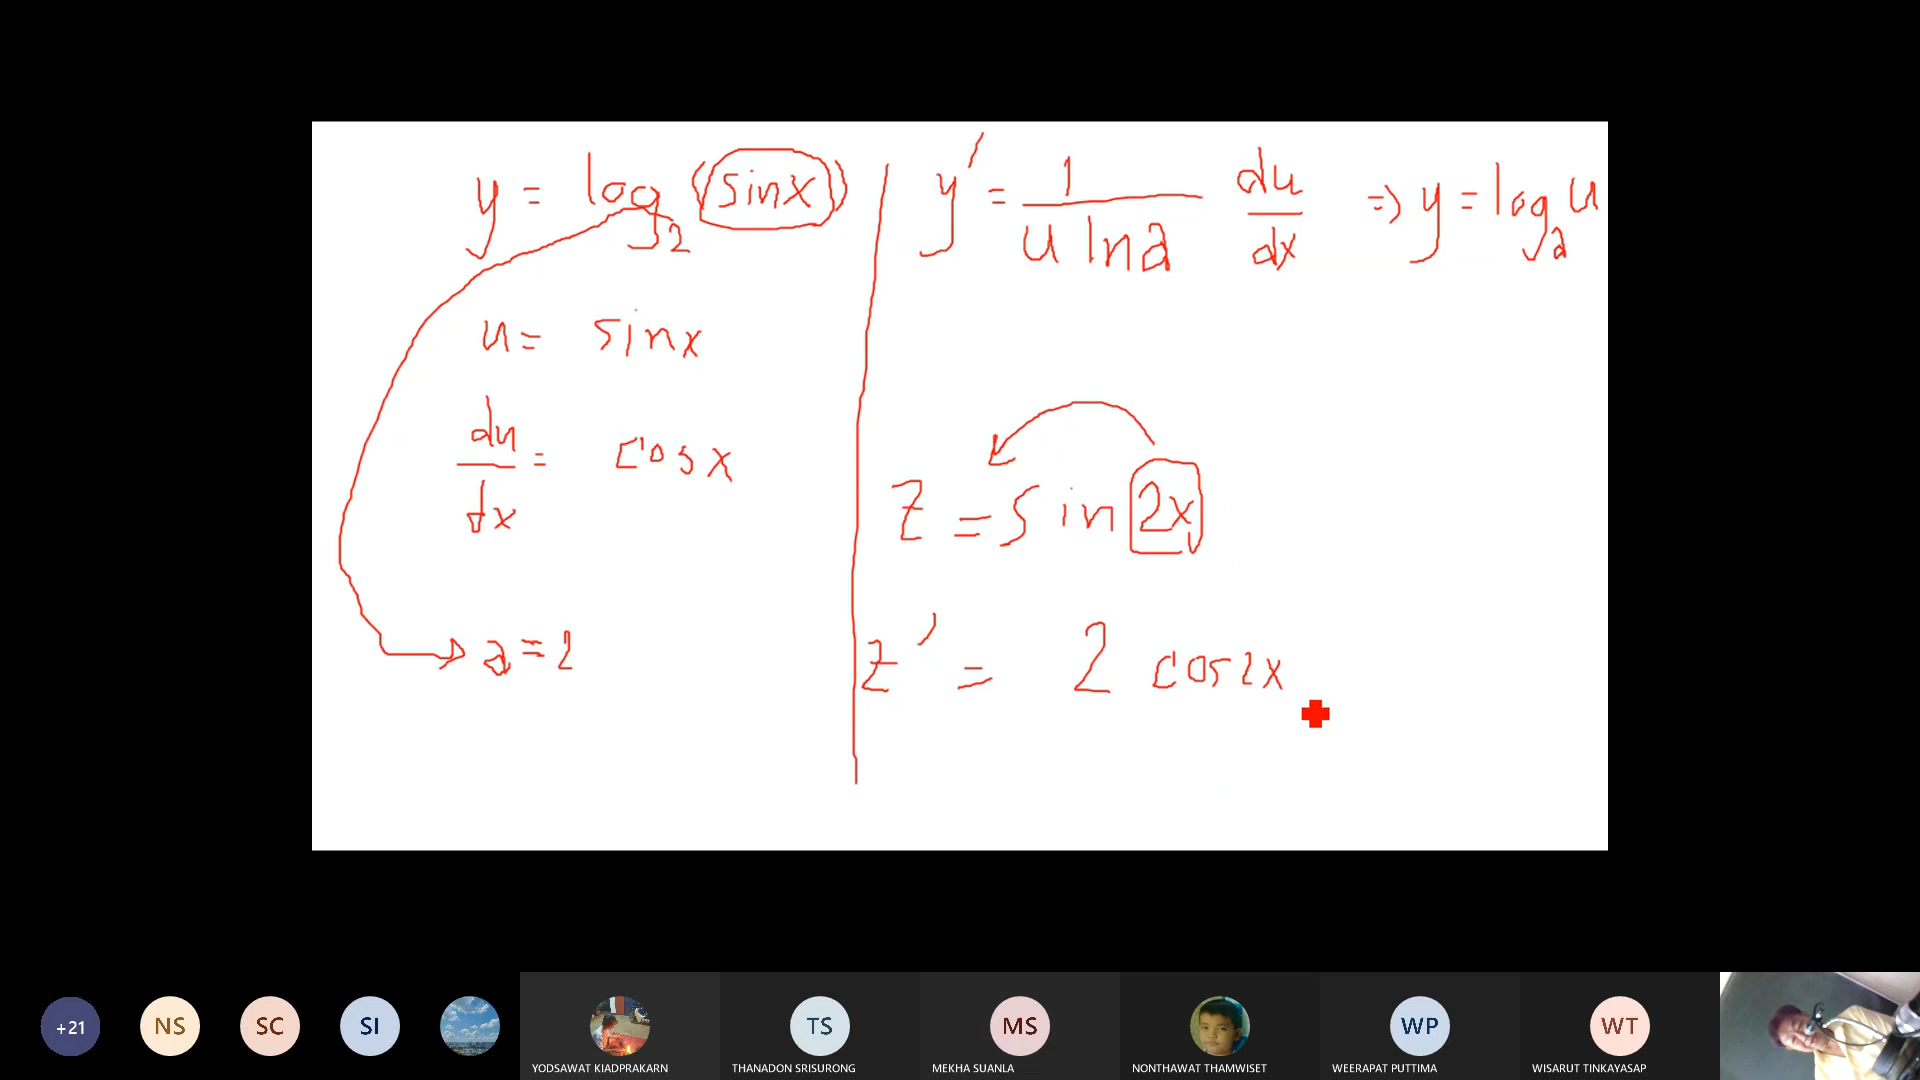 y = log₂ (sinx)
u = sinx
du/dx = cosx
a = 2
y' = 1/(u ln a) du/dx ⇒ y = logₐ u
z = sin 2x
z' = 2 cos2x
+21
NS
SC
SI
TS
MS
WP
WT
YODSAWAT KIADPRAKARN
THANADON SRISURONG
MEKHA SUANLA
NONTHAWAT THAMWISET
WEERAPAT PUTTIMA
WISARUT TINKAYASAP